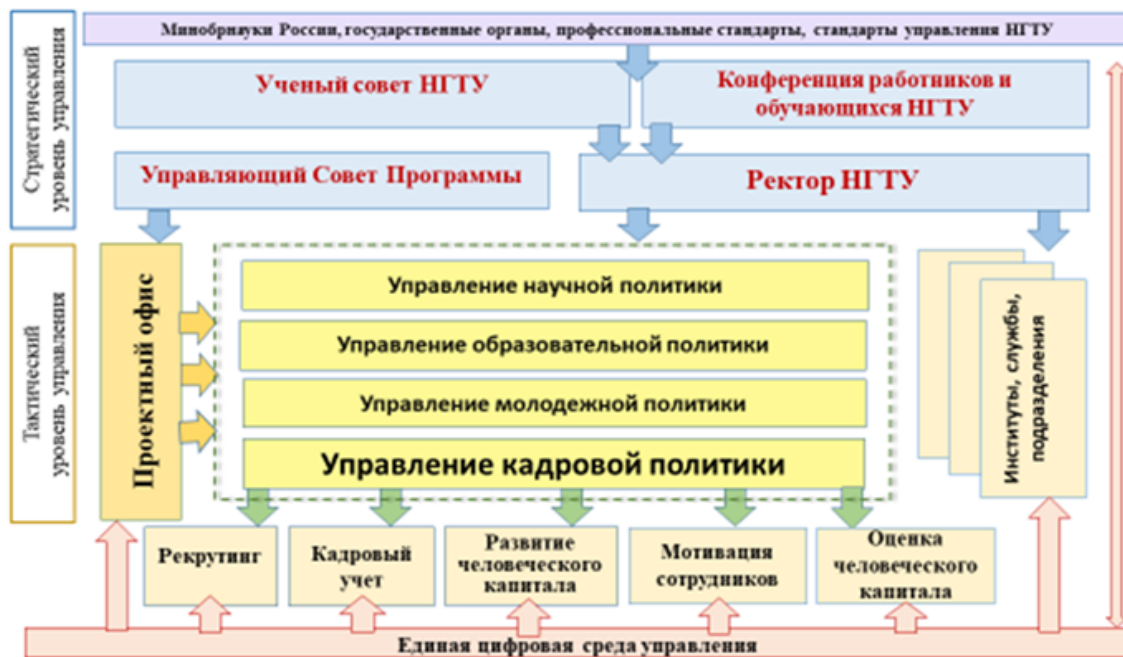 Минобрнауки России, государственные органы, профессиональные стандарты, стандарты управления НГТУ
Стратегический
уровень управления
Ученый совет НГТУ
Конференция работников и
обучающихся НГТУ
Управляющий Совет Программы
Ректор НГТУ
Тактический
уровень управления
Проектный офис
Управление научной политики
Управление образовательной политики
Управление молодежной политики
Управление кадровой политики
Институты, службы,
подразделения
Рекрутинг
Кадровый
учет
Развитие
человеческого
капитала
Мотивация
сотрудников
Оценка
человеческого
капитала
Единая цифровая среда управления